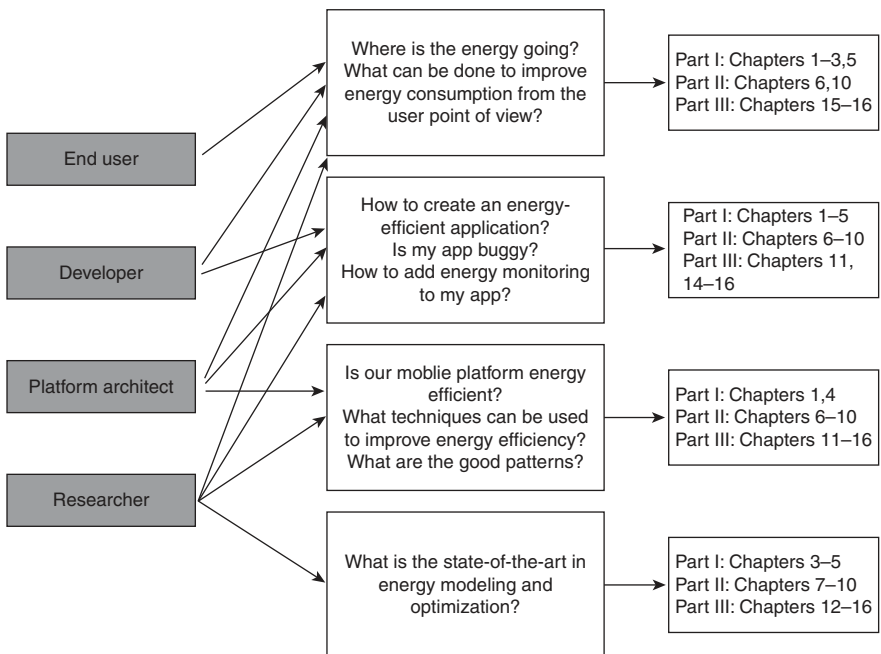 End user
Developer
Platform architect
Researcher
Where is the energy going?
What can be done to improve
energy consumption from the
user point of view?
How to create an energy-
efficient application?
Is my app buggy?
How to add energy monitoring
to my app?
Is our moblie platform energy
efficient?
What techniques can be used
to improve energy efficiency?
What are the good patterns?
What is the state-of-the-art in
energy modeling and
optimization?
Part I: Chapters 1–3,5
Part II: Chapters 6,10
Part III: Chapters 15–16
Part I: Chapters 1–5
Part II: Chapters 6–10
Part III: Chapters 11,
14–16
Part I: Chapters 1,4
Part II: Chapters 6–10
Part III: Chapters 11–16
Part I: Chapters 3–5
Part II: Chapters 7–10
Part III: Chapters 12–16